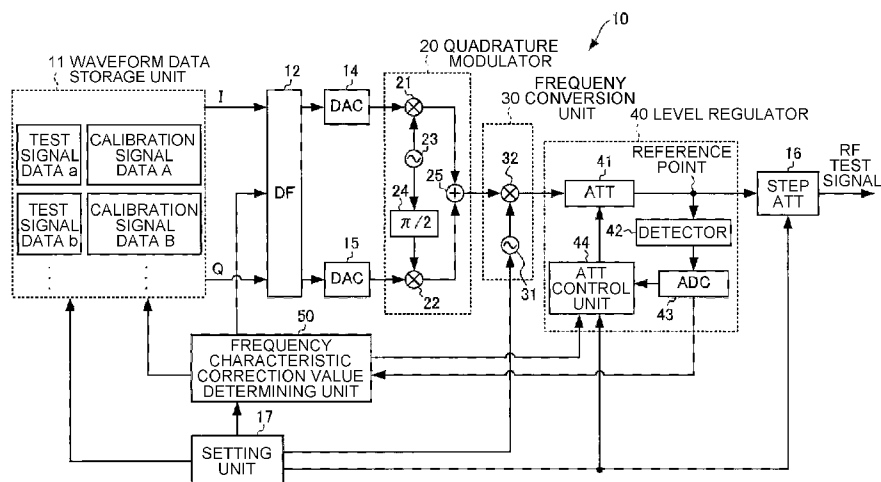 10
11 WAVEFORM DATA
STORAGE UNIT
TEST
SIGNAL
DATA a
CALIBRATION
SIGNAL
DATA A
TEST
SIGNAL
DATA b
CALIBRATION
SIGNAL
DATA B
I
Q
12
DF
14
DAC
15
DAC
20 QUADRATURE
MODULATOR
21
23
24
π/2
25
22
FREQUENY
30 CONVERSION
UNIT
32
31
40 LEVEL REGULATOR
REFERENCE
POINT
41
ATT
42
DETECTOR
44
ATT
CONTROL
UNIT
ADC
43
16
STEP
ATT
RF
TEST
SIGNAL
50
FREQUENCY
CHARACTERISTIC
CORRECTION VALUE
DETERMINING UNIT
17
SETTING
UNIT